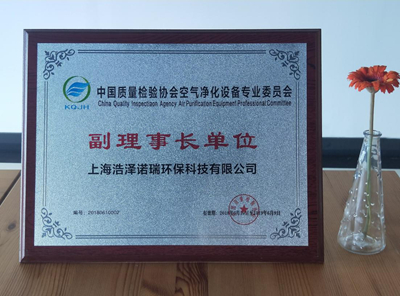 中国质量检验协会空气净化设备专业委员会
China Quality Inspectiaon Agency Air Purification Equipment Professional Committee
KQJH
副理事长单位
上海浩泽诺瑞环保科技有限公司